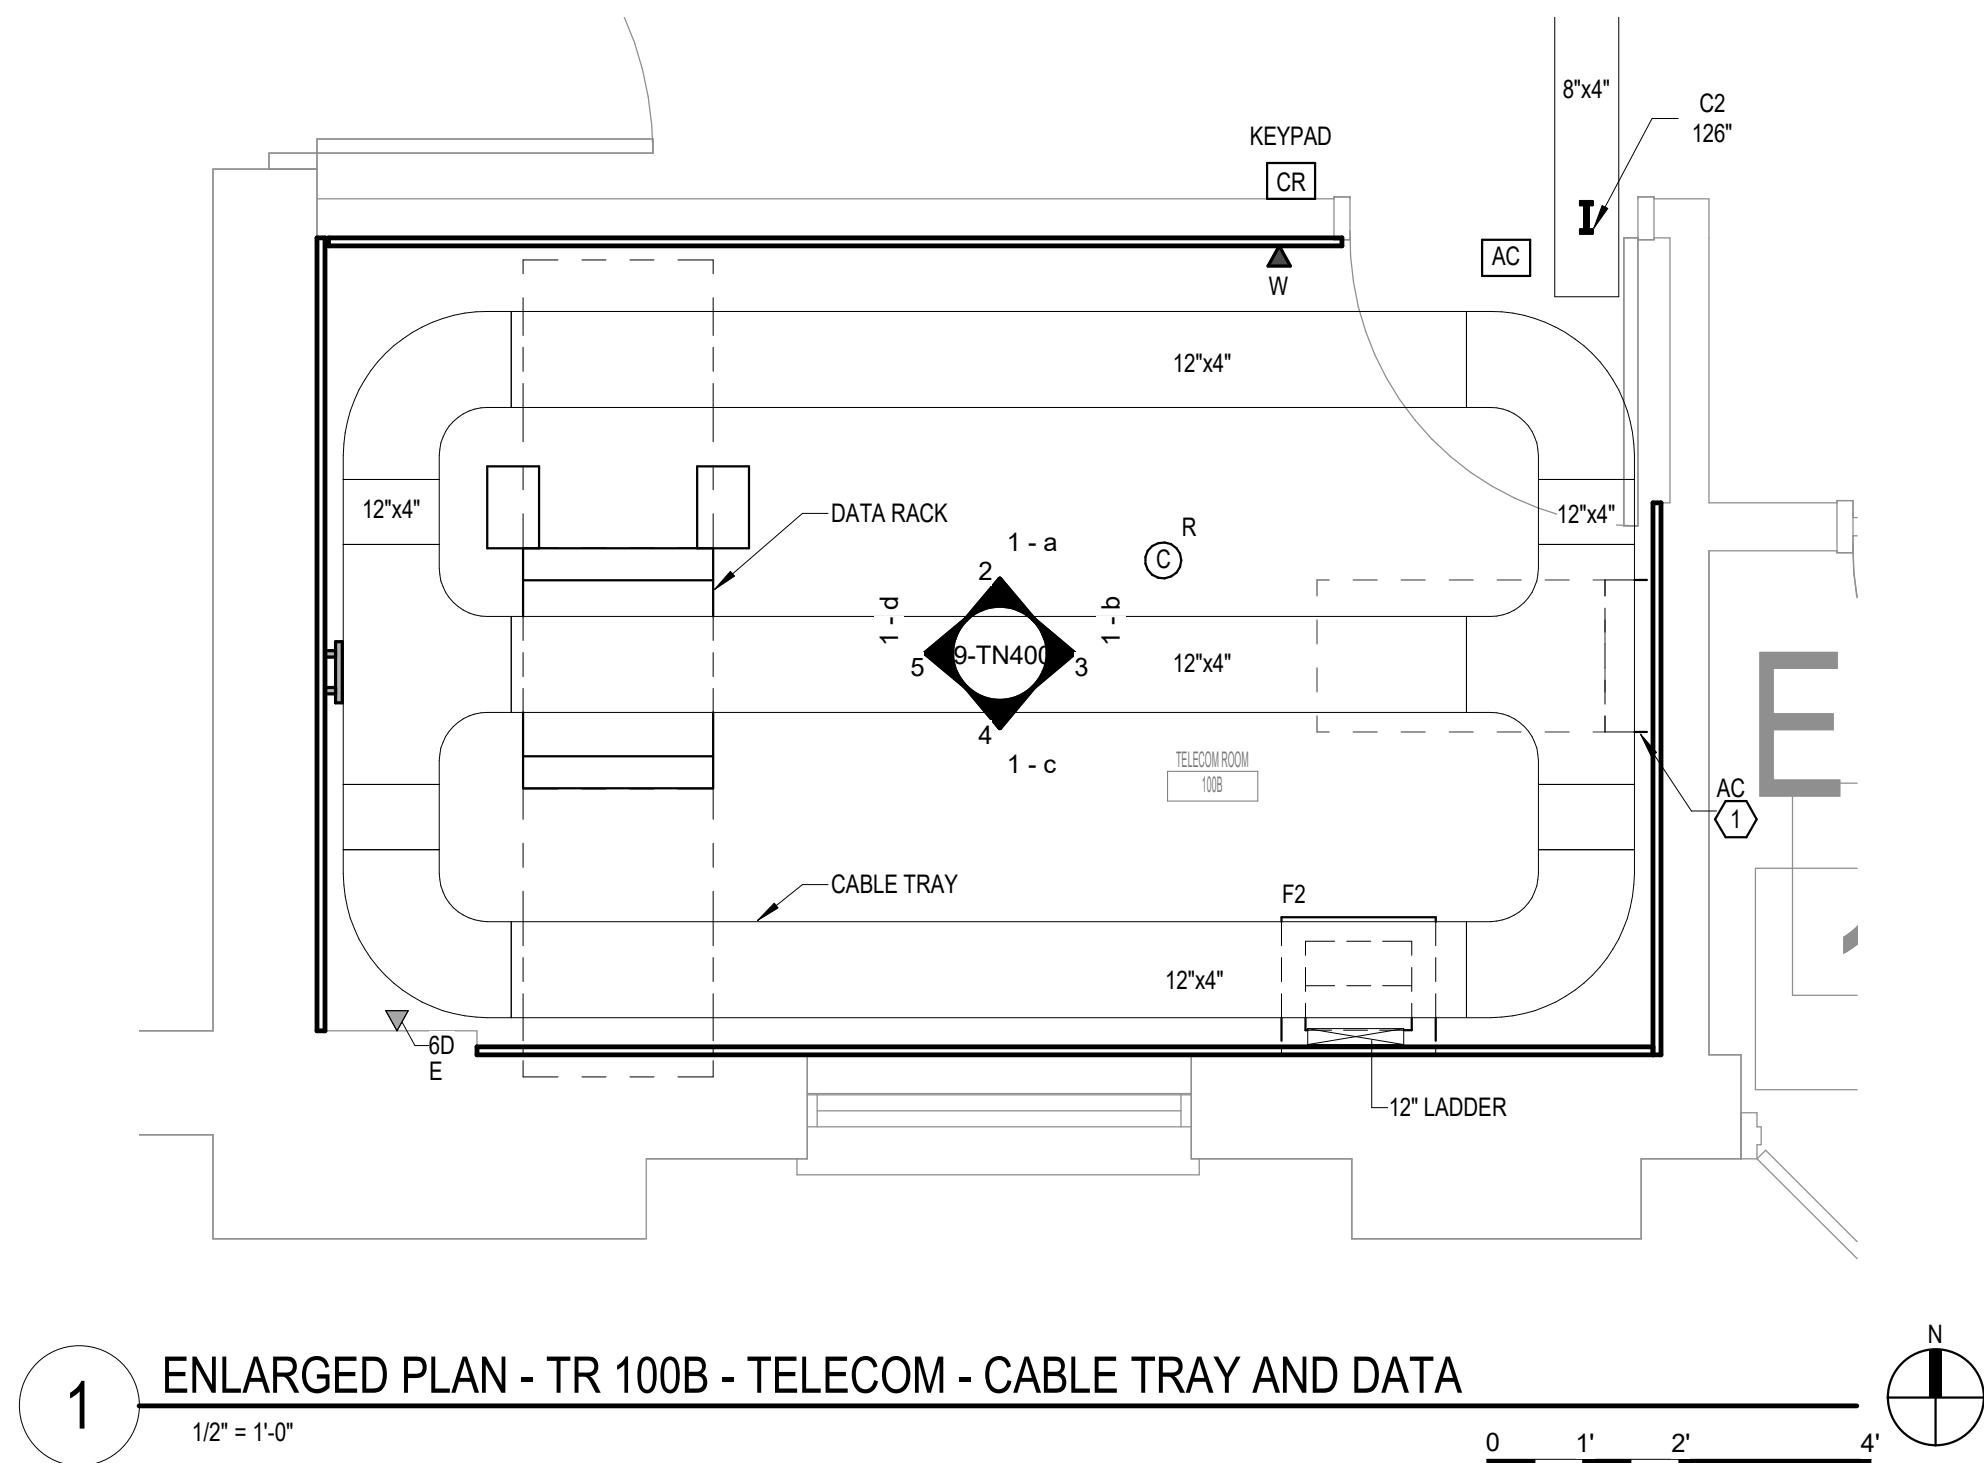 8"x4"
C2
126"
KEYPAD
CR
AC
W
12"x4"
12"x4"
DATA RACK
12"x4"
R
C
1 - a
2
1 - d
1 - b
9-TN400
5
3
12"x4"
4
1 - c
TELECOM ROOM
100B
E
AC
1
CABLE TRAY
F2
12"x4"
6D
E
12" LADDER
N
1
ENLARGED PLAN - TR 100B - TELECOM - CABLE TRAY AND DATA
1/2" = 1'-0"
0 1' 2' 4'